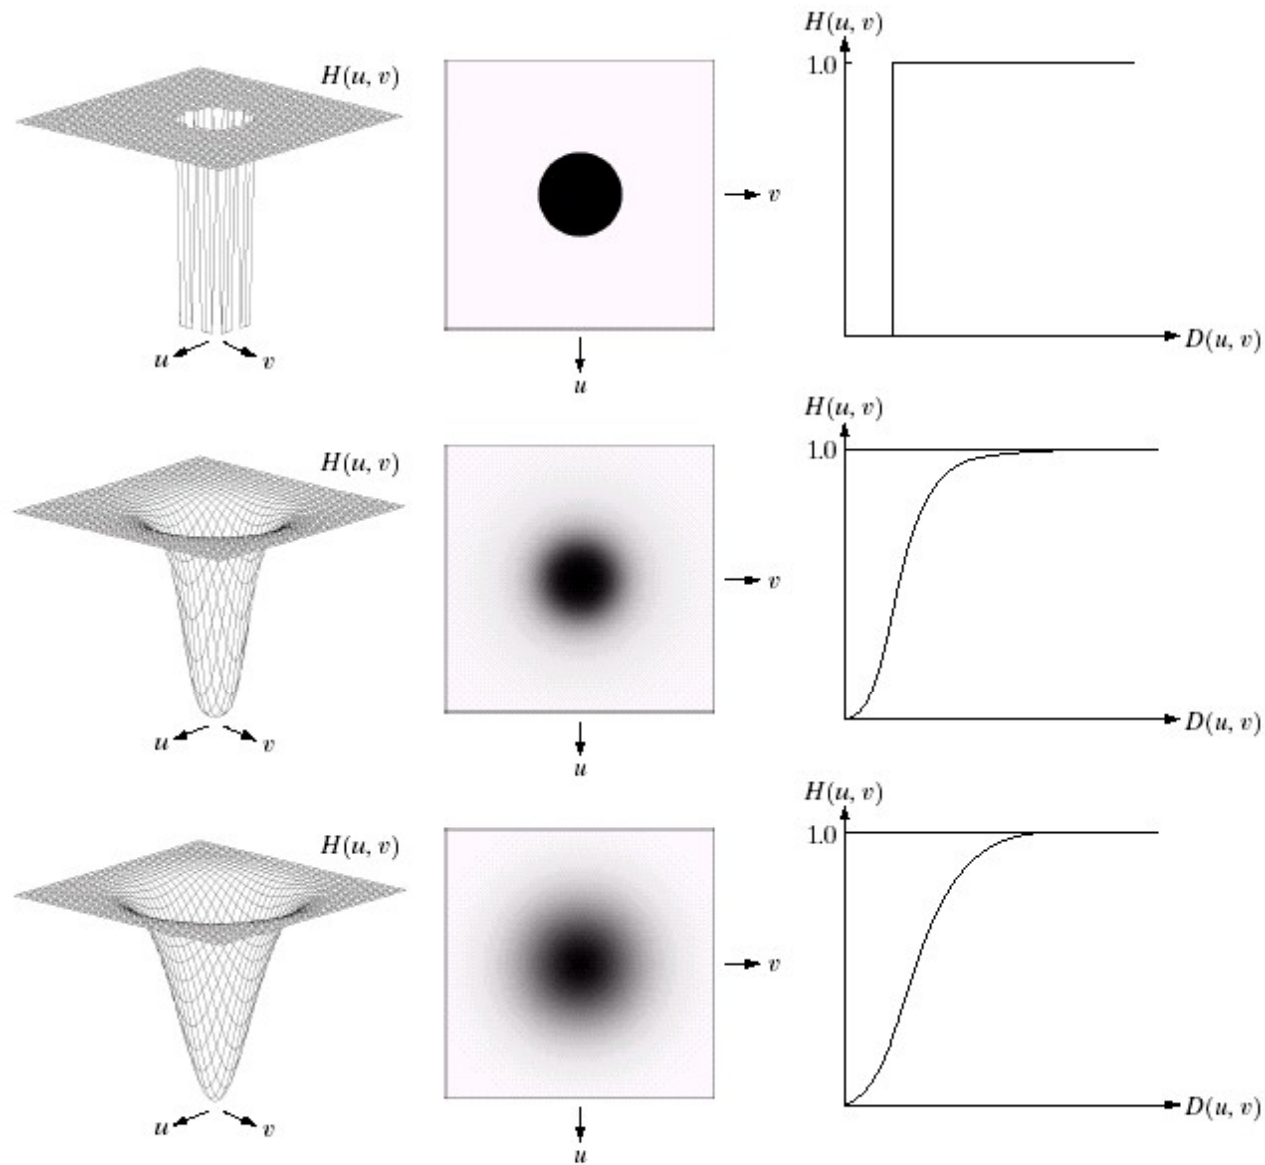 H(u, v)
H(u, v)
1.0
v
u v
D(u, v)
u
H(u, v)
H(u, v)
1.0
v
D(u, v)
u v
u
H(u, v)
1.0
H(u, v)
v
D(u, v)
u v
u